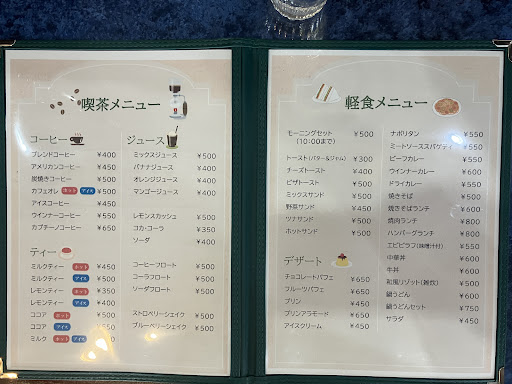 喫茶メニュー
コーヒー
ブレンドコーヒー ¥400
アメリカンコーヒー ¥450
炭焼きコーヒー ¥500
カフェオレ ホット アイス ¥500
アイスコーヒー ¥450
ウインナーコーヒー ¥500
カプチーノコーヒー ¥650
ティー
ミルクティー ホット ¥450
ミルクティー アイス ¥500
レモンティー ホット ¥350
レモンティー アイス ¥400
ココア ホット ¥500
ココア アイス
ミルク ホット アイス
ジュース
ミックスジュース ¥500
バナナジュース ¥400
オレンジジュース ¥400
マンゴージュース ¥400
レモンスカッシュ ¥500
コカ・コーラ ¥350
ソーダ ¥400
コーヒーフロート ¥500
コーラフロート ¥500
ソーダフロート ¥500
ストロベリーシェイク ¥500
ブルーベリーシェイク ¥500
軽食メニュー
モーニングセット ¥500
(10:00まで)
トースト(バター&ジャム) ¥300
チーズトースト ¥400
ピザトースト ¥500
ミックスサンド ¥500
野菜サンド ¥450
ツナサンド ¥500
ホットサンド ¥500
デザート
チョコレートパフェ ¥650
フルーツパフェ ¥650
プリン ¥450
プリンアラモード ¥650
アイスクリーム ¥450
ナポリタン ¥550
ミートソーススパゲティ ¥550
ビーフカレー ¥550
ウインナーカレー ¥600
ドライカレー ¥550
焼きそば ¥500
焼きそばランチ ¥600
焼肉ランチ ¥800
ハンバーグランチ ¥800
エビピラフ(味噌汁付) ¥550
中華丼 ¥600
牛丼 ¥600
和風リゾット(雑炊) ¥500
鍋うどん ¥600
鍋うどんセット ¥750
サラダ ¥450